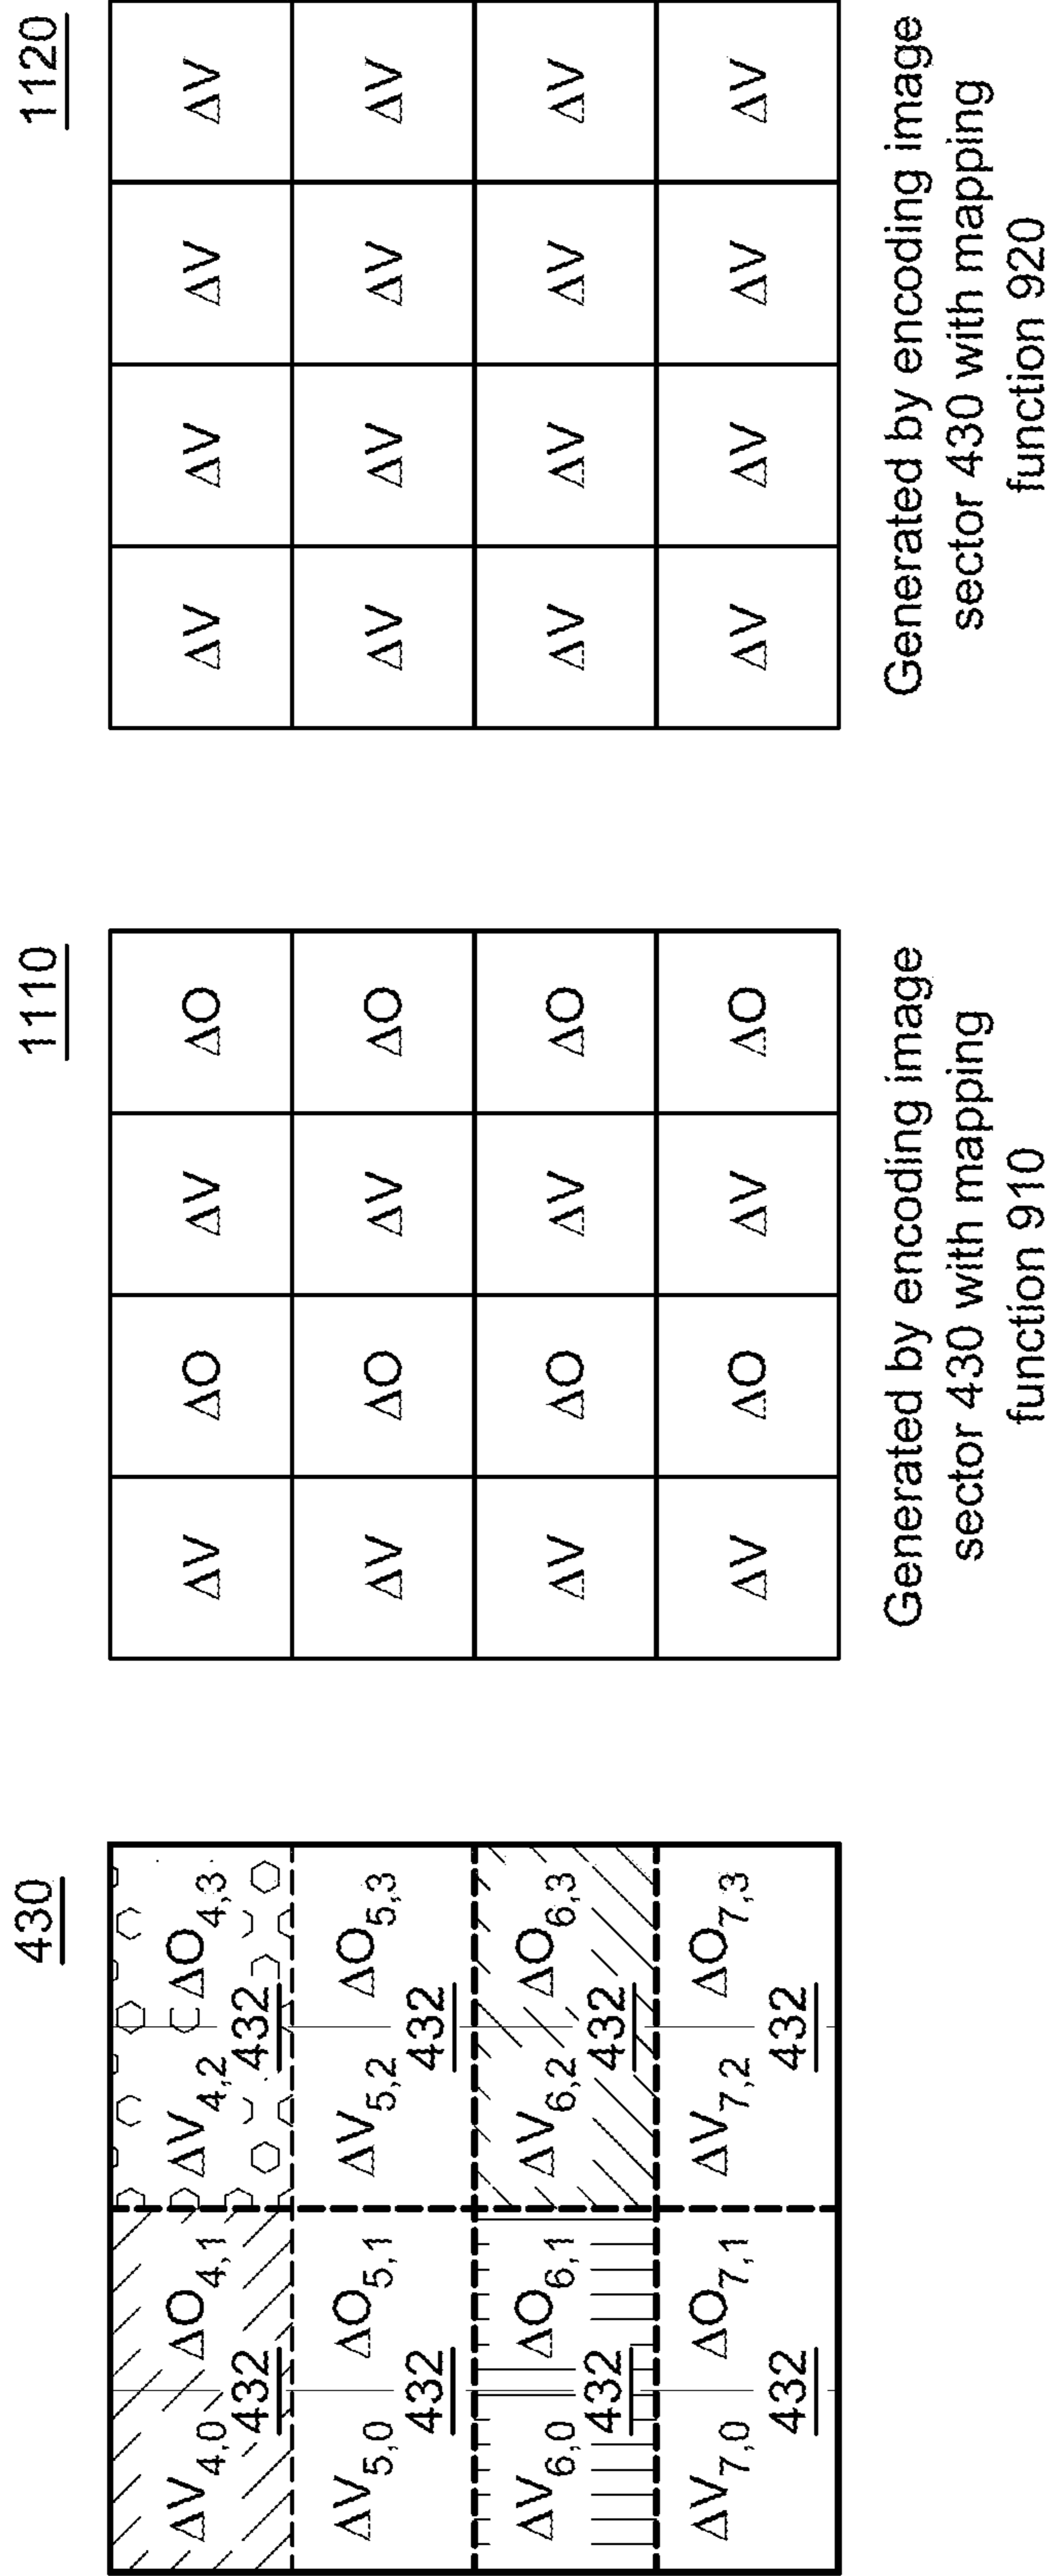 430
ΔV4,0 ΔO4,1 ΔV4,2 ΔO4,3
432 432
ΔV5,0 ΔO5,1 ΔV5,2 ΔO5,3
432 432
ΔV6,0 ΔO6,1 ΔV6,2 ΔO6,3
432 432
ΔV7,0 ΔO7,1 ΔV7,2 ΔO7,3
432 432
1110
ΔV ΔO ΔV ΔO
ΔV ΔO ΔV ΔO
ΔV ΔO ΔV ΔO
ΔV ΔO ΔV ΔO
Generated by encoding image
sector 430 with mapping
function 910
1120
ΔV ΔV ΔV ΔV
ΔV ΔV ΔV ΔV
ΔV ΔV ΔV ΔV
ΔV ΔV ΔV ΔV
Generated by encoding image
sector 430 with mapping
function 920